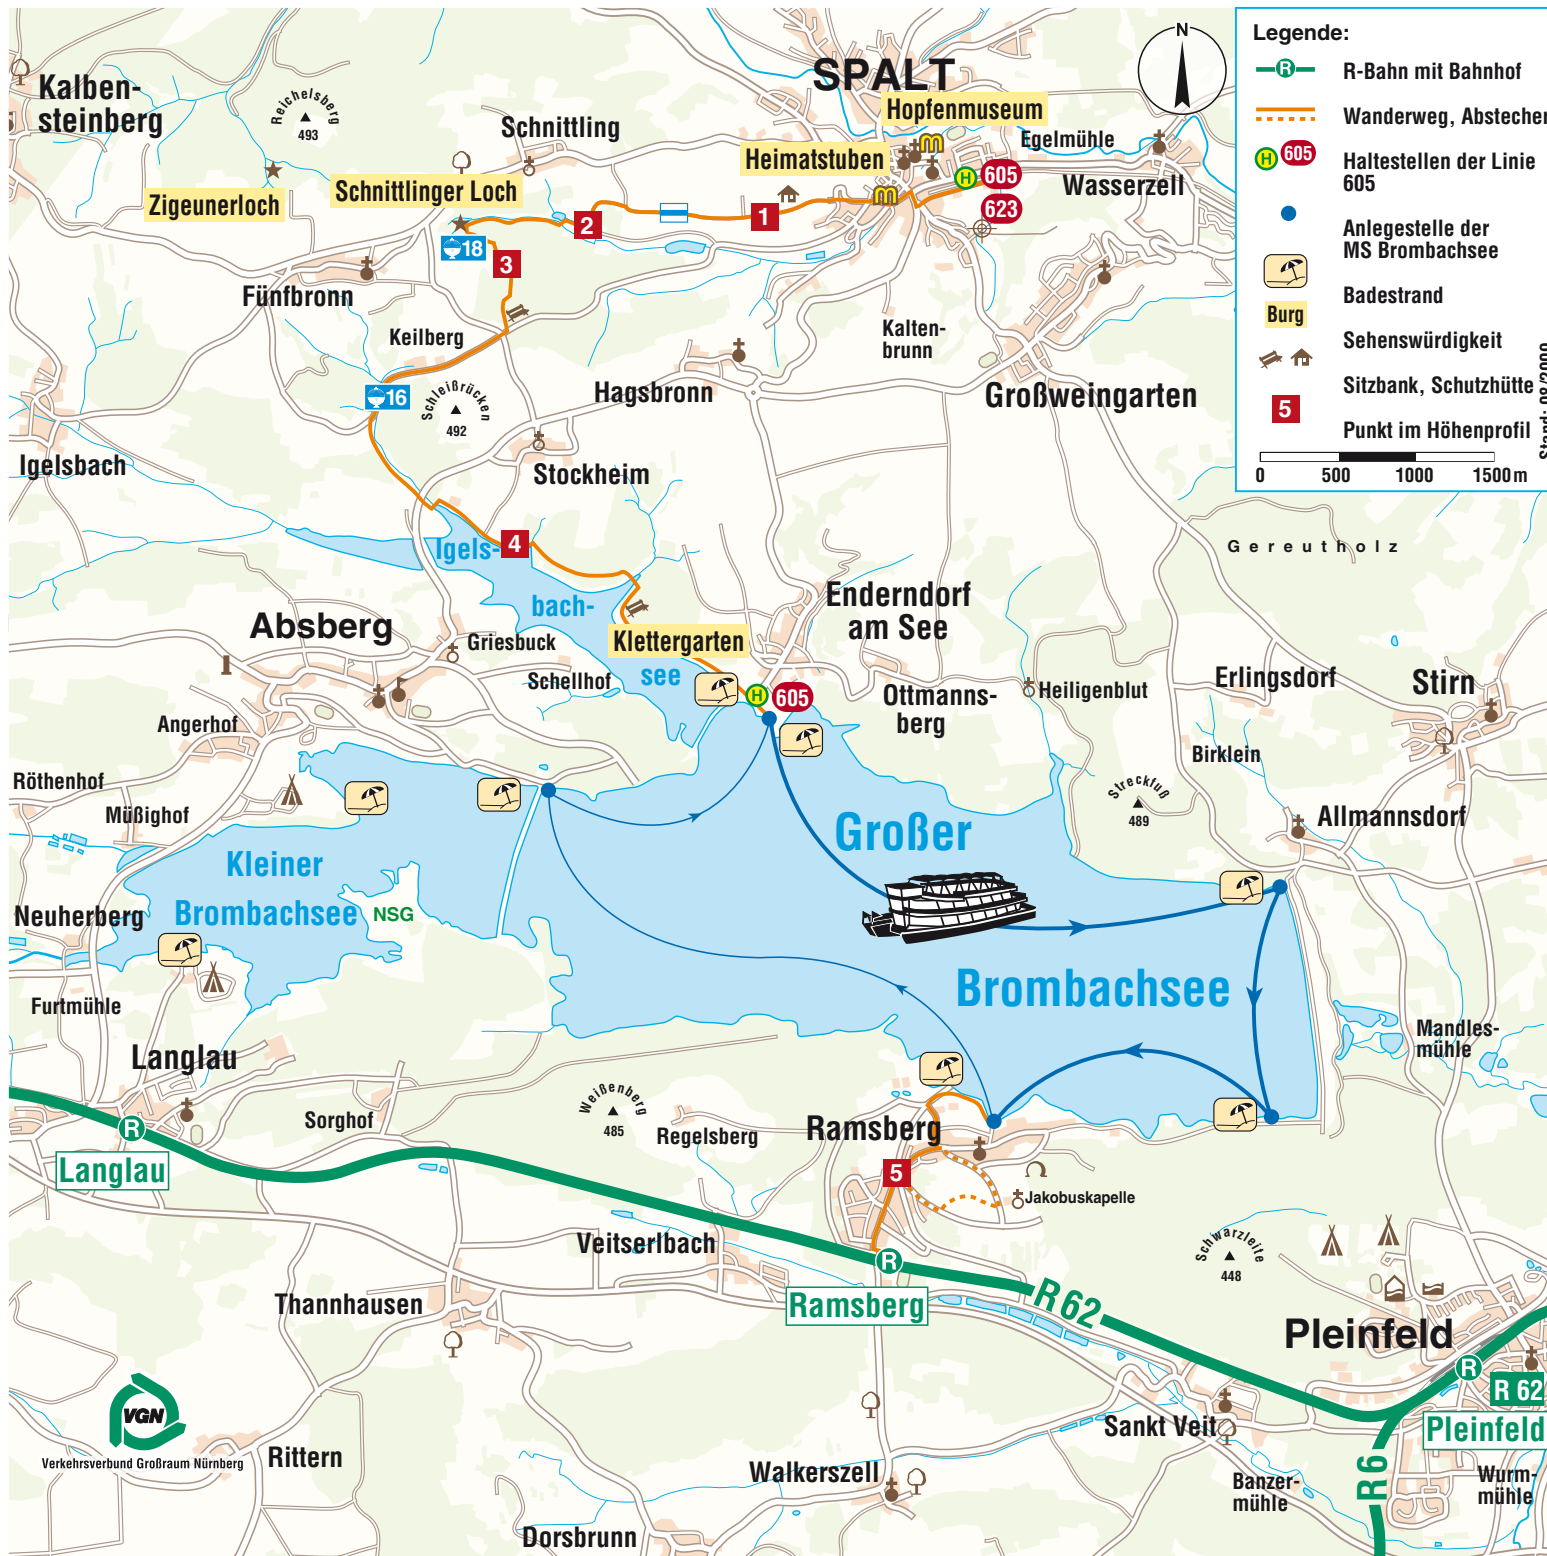 Legende:
R-Bahn mit Bahnhof
Wanderweg, Abstecher
H 605
Haltestellen der Linie
605
Anlegestelle der
MS Brombachsee
Badestrand
Burg
Sehenswürdigkeit
Sitzbank, Schutzhütte
5
Punkt im Höhenprofil
0 500 1000 1500 m
Stand: 08/2009
N
SPALT
Hopfenmuseum
Heimatstuben
Egelmühle
Wasserzell
H 605
623
Kalben-
steinberg
Reichelsberg
493
Schnittling
Zigeunerloch
Schnittlinger Loch
1
2
3
18
Fünfbronn
Keilberg
16
Schleißrücken
492
Hagsbronn
Kalten-
brunn
Großweingarten
Igelsbach
Stockheim
Gereutholz
Igels-
4
bach-
see
Klettergarten
Enderndorf
am See
Absberg
Griesbuck
Schellhof
H 605
Ottmanns-
berg
Heiligenblut
Erlingsdorf
Stirn
Angerhof
Birklein
Röthenhof
Müßighof
Streckfuß
489
Allmannsdorf
Großer
Brombachsee
Kleiner
Brombachsee
NSG
Neuherberg
Furtmühle
Mandles-
mühle
Langlau
Sorghof
Weißenberg
485
Regelsberg
Ramsberg
R
Langlau
5
Jakobuskapelle
Veitserlbach
Schwarzleite
448
R
Ramsberg
R 62
Thannhausen
Pleinfeld
R
R 62
Pleinfeld
VGN
Verkehrsverbund Großraum Nürnberg
Rittern
Sankt Veit
Walkerszell
Banzer-
mühle
R 6
Wurm-
mühle
Dorsbrunn